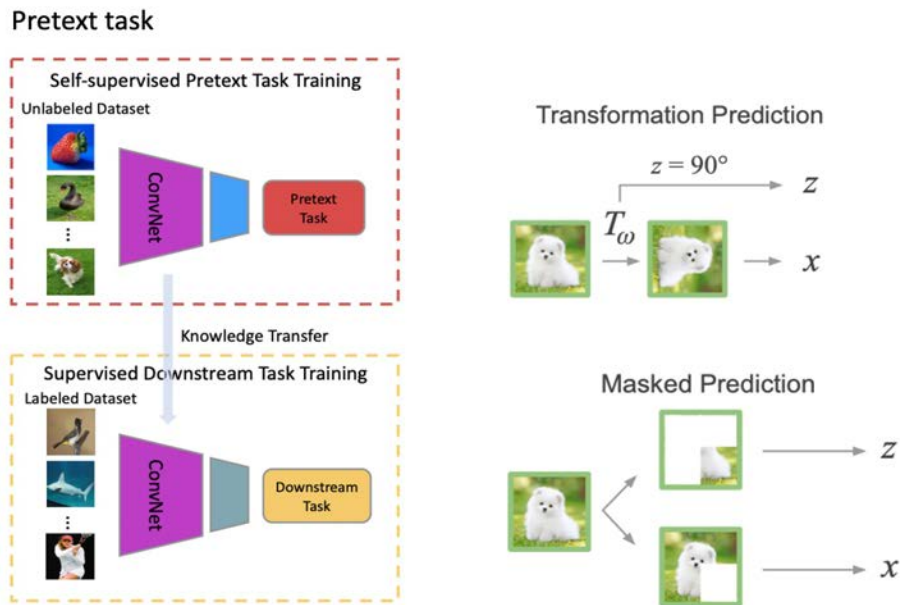 Pretext task
Self-supervised Pretext Task Training
Unlabeled Dataset
...
ConvNet
Pretext
Task
Knowledge Transfer
Supervised Downstream Task Training
Labeled Dataset
...
ConvNet
Downstream
Task
Transformation Prediction
z = 90°
z
T_ω
x
Masked Prediction
z
x